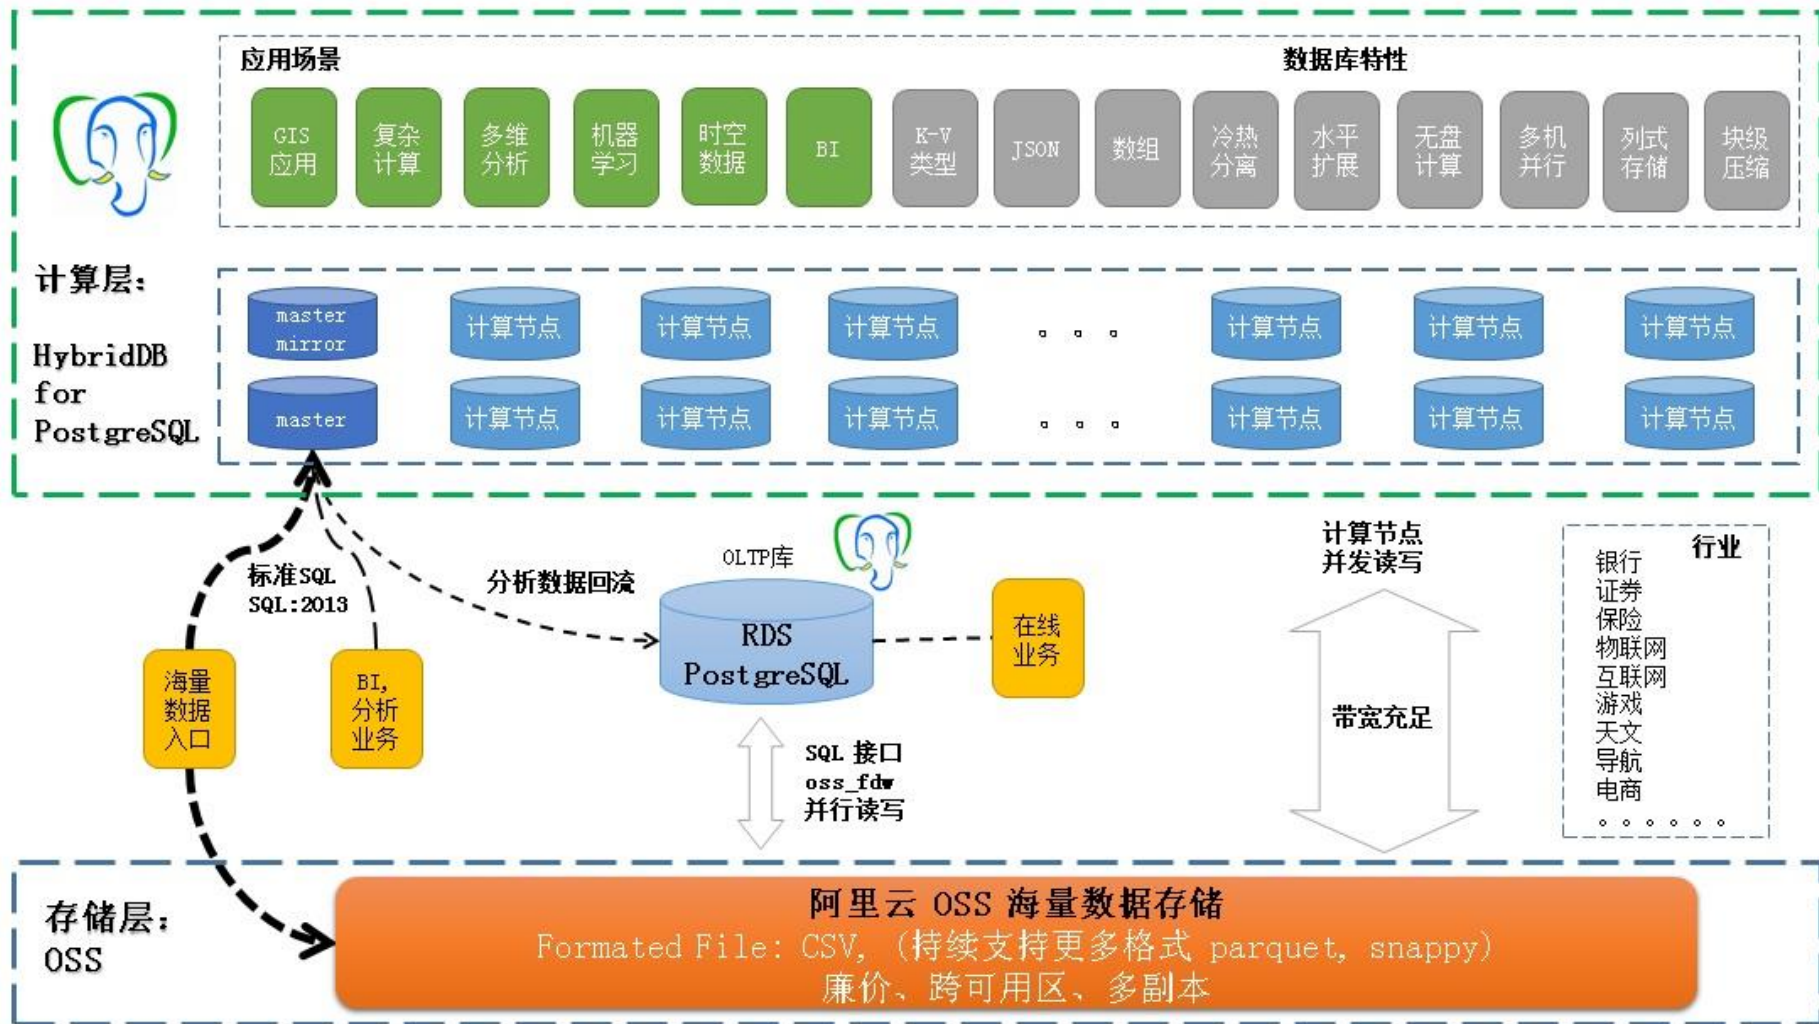 应用场景
数据库特性
GIS
应用
复杂
计算
多维
分析
机器
学习
时空
数据
BI
K-V
类型
JSON
数组
冷热
分离
水平
扩展
无盘
计算
多机
并行
列式
存储
块级
压缩
计算层：
HybridDB
for
PostgreSQL
master
mirror
计算节点
计算节点
计算节点
。。。
计算节点
计算节点
计算节点
master
计算节点
计算节点
计算节点
。。。
计算节点
计算节点
计算节点
标准SQL
SQL:2013
分析数据回流
OLTP库
RDS
PostgreSQL
在线
业务
海量
数据
入口
BI,
分析
业务
SQL 接口
oss_fdw
并行读写
计算节点
并发读写
带宽充足
行业
银行
证券
保险
物联网
互联网
游戏
天文
导航
电商
。。。。。。
存储层：
OSS
阿里云 OSS 海量数据存储
Formated File: CSV, (持续支持更多格式 parquet, snappy)
廉价、跨可用区、多副本